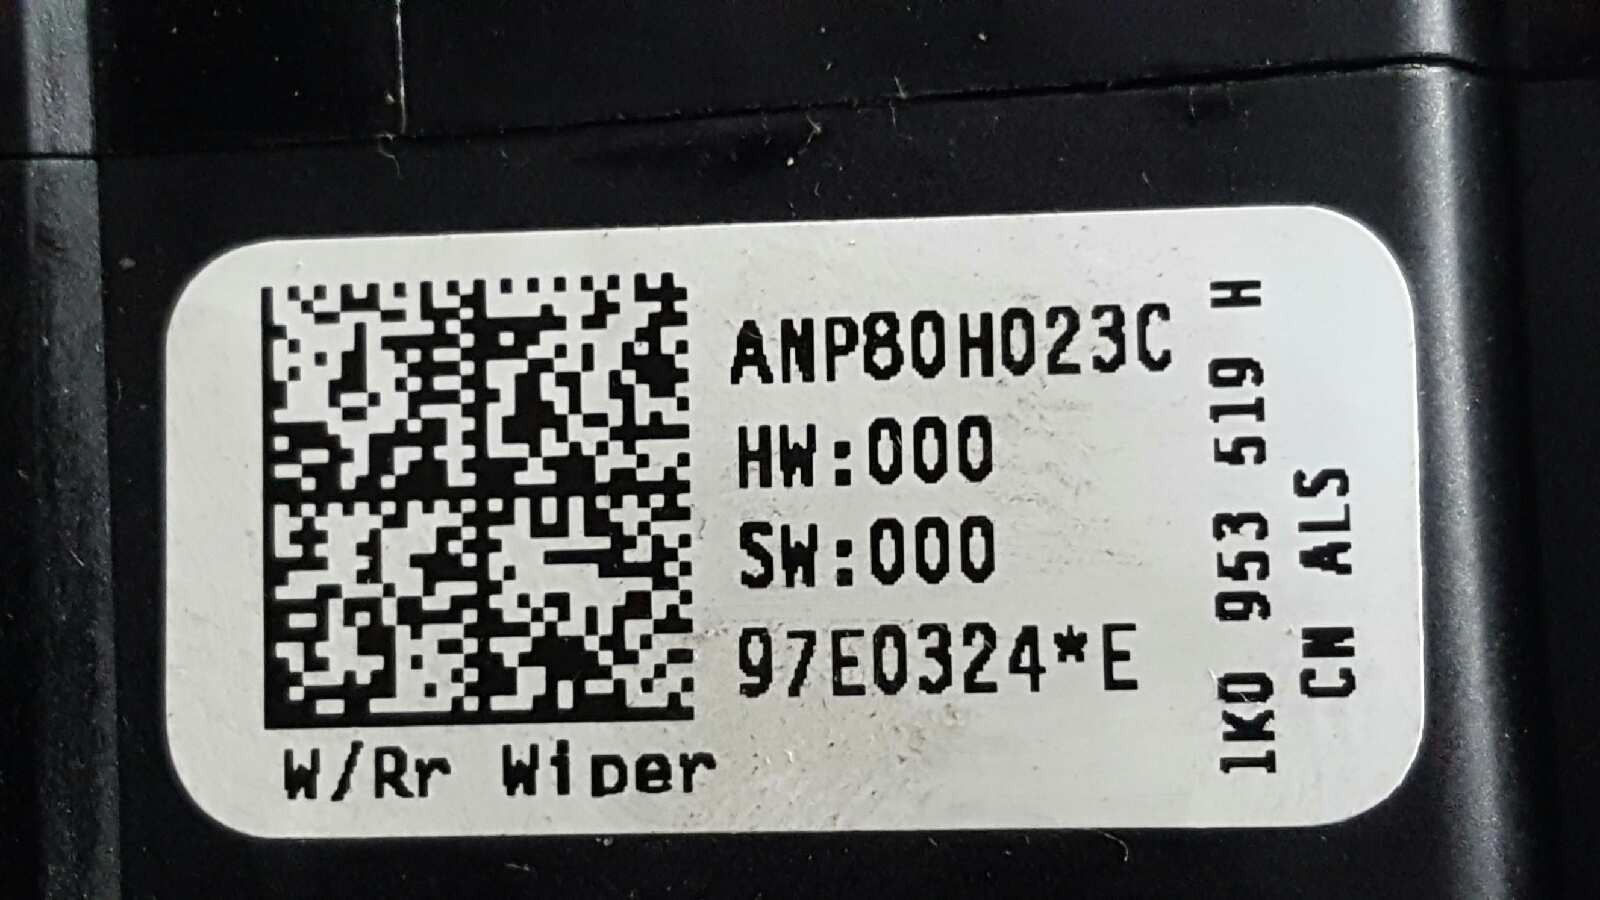 ANP80H023C
HW:000
SW:000
97E0324*E
W/Rr Wiper
1K0 953 519 H
CN ALS